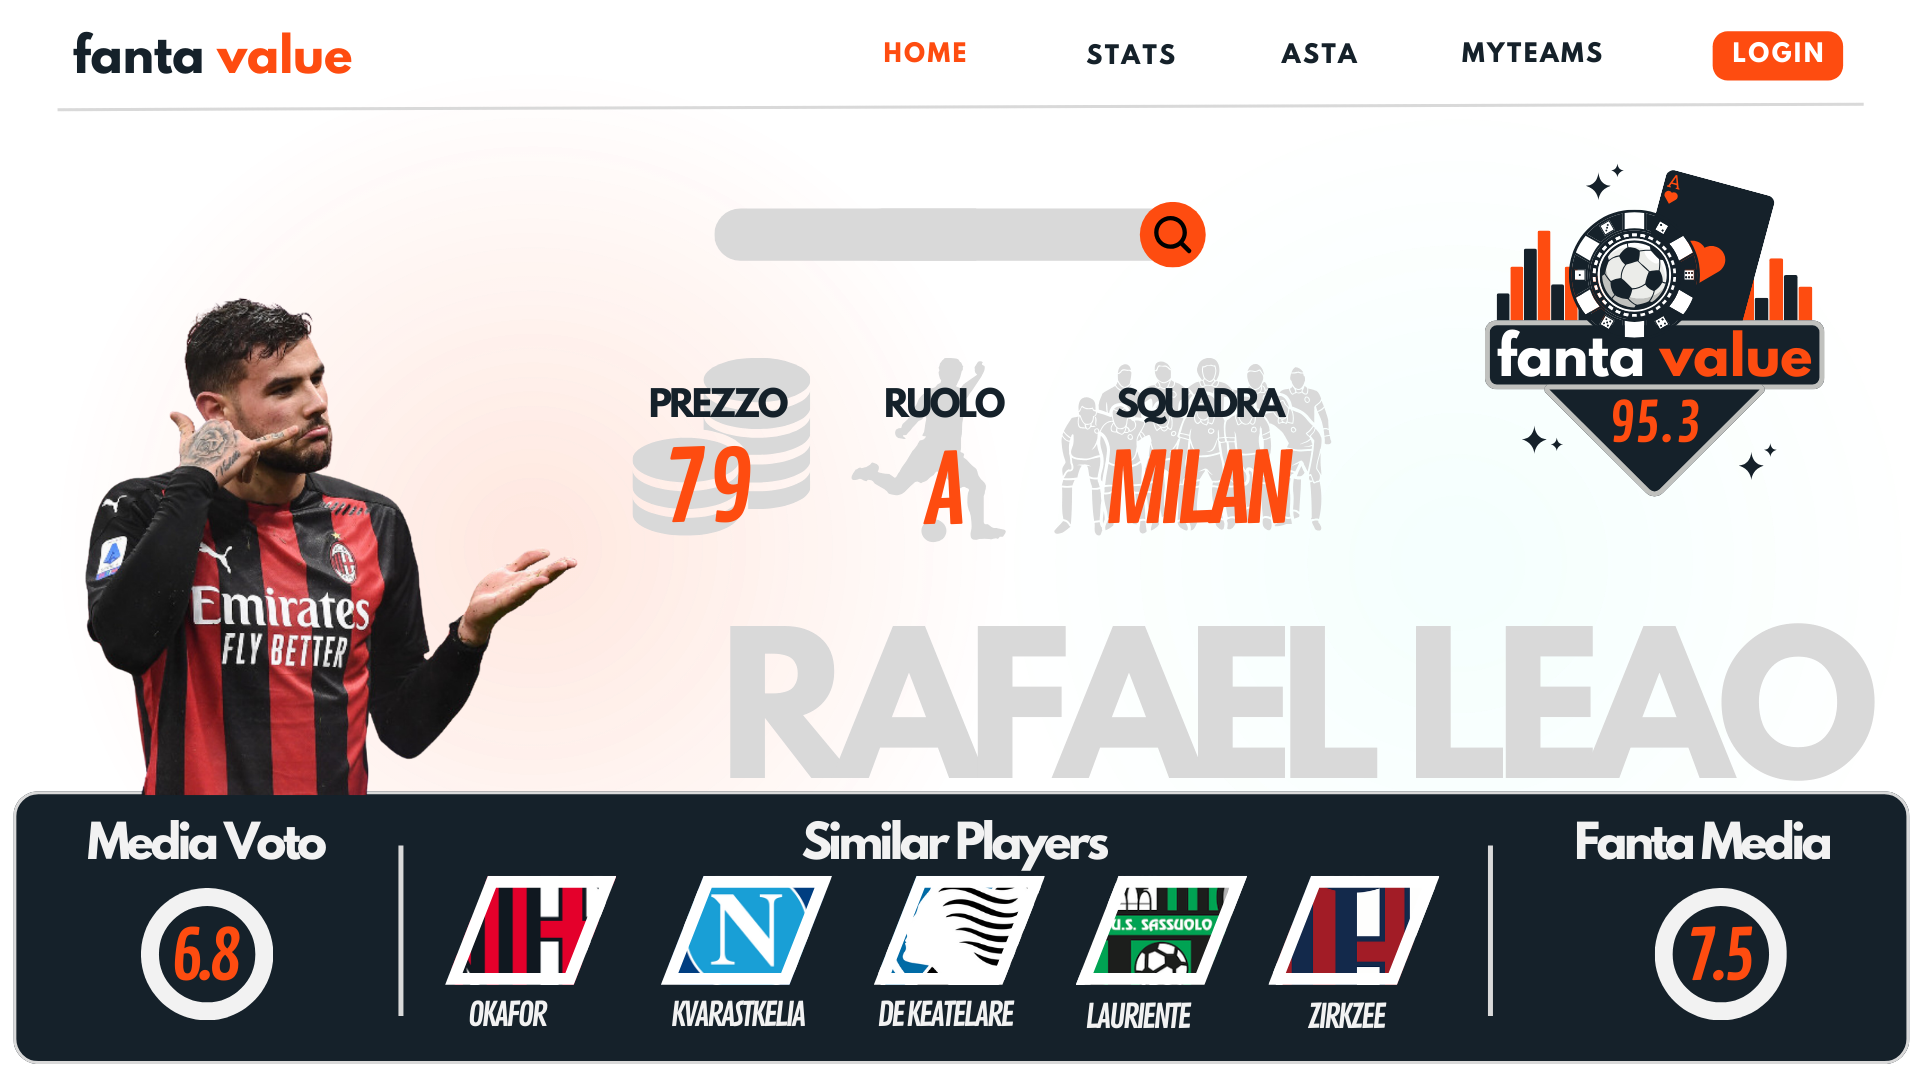 fanta value
HOME
STATS
ASTA
MYTEAMS
LOGIN
A
fanta value
95.3
PREZZO
79
RUOLO
A
SQUADRA
MILAN
Emirates
FLY BETTER
RAFAEL LEAO
Media Voto
6.8
Similar Players
N
U.S. SASSUOLO
OKAFOR
KVARASTKELIA
DE KEATELARE
LAURIENTE
ZIRKZEE
Fanta Media
7.5